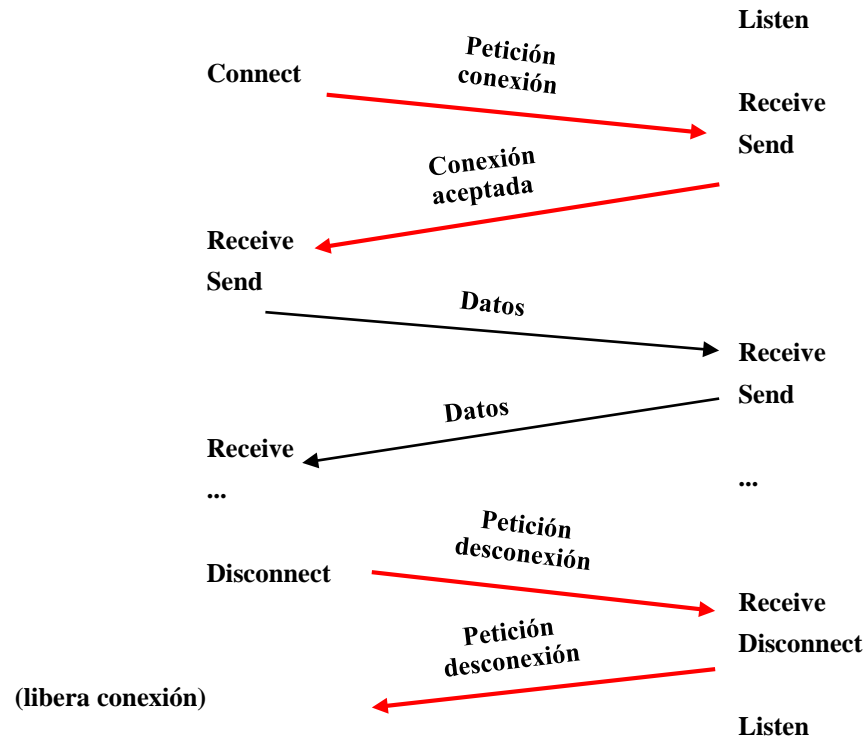 Listen
Petición
conexión
Connect
Receive
Send
Conexión
aceptada
Receive
Send
Datos
Receive
Send
Datos
Receive
...
...
Petición
desconexión
Disconnect
Receive
Petición
desconexión
Disconnect
(libera conexión)
Listen